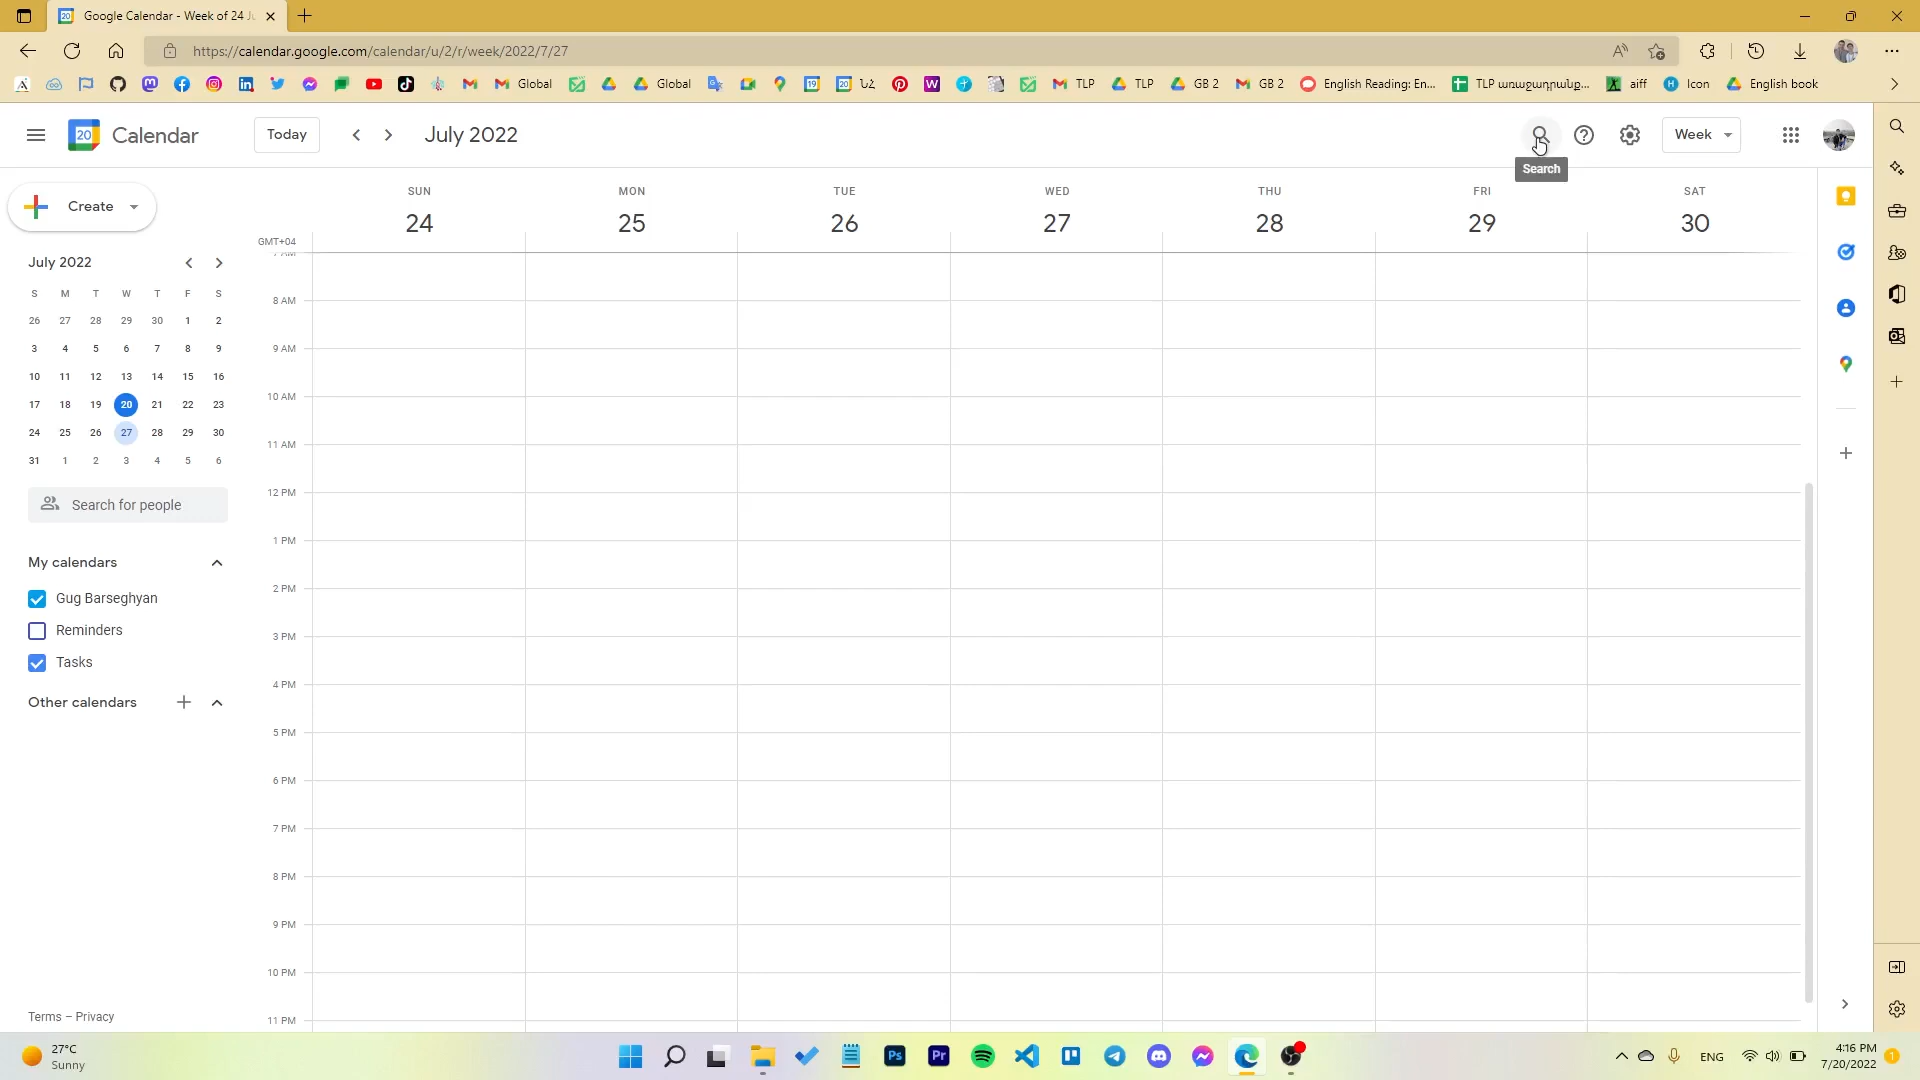 Google Calendar - Week of 24 Ju
https://calendar.google.com/calendar/u/2/r/week/2022/7/27
Global
Global
ՆՀ
TLP
TLP
GB 2
GB 2
English Reading: En...
TLP առաջադրանք...
aiff
Icon
English book
20
Calendar
Today
July 2022
Week
Search
Create
SUN
MON
TUE
WED
THU
FRI
SAT
24
25
26
27
28
29
30
GMT+04
July 2022
S M T W T F S
26 27 28 29 30 1 2
3 4 5 6 7 8 9
10 11 12 13 14 15 16
17 18 19 20 21 22 23
24 25 26 27 28 29 30
31 1 2 3 4 5 6
Search for people
My calendars
Gug Barseghyan
Reminders
Tasks
Other calendars
Terms – Privacy
7 AM
8 AM
9 AM
10 AM
11 AM
12 PM
1 PM
2 PM
3 PM
4 PM
5 PM
6 PM
7 PM
8 PM
9 PM
10 PM
11 PM
27°C
Sunny
Ps
Pr
ENG
4:16 PM
7/20/2022
1